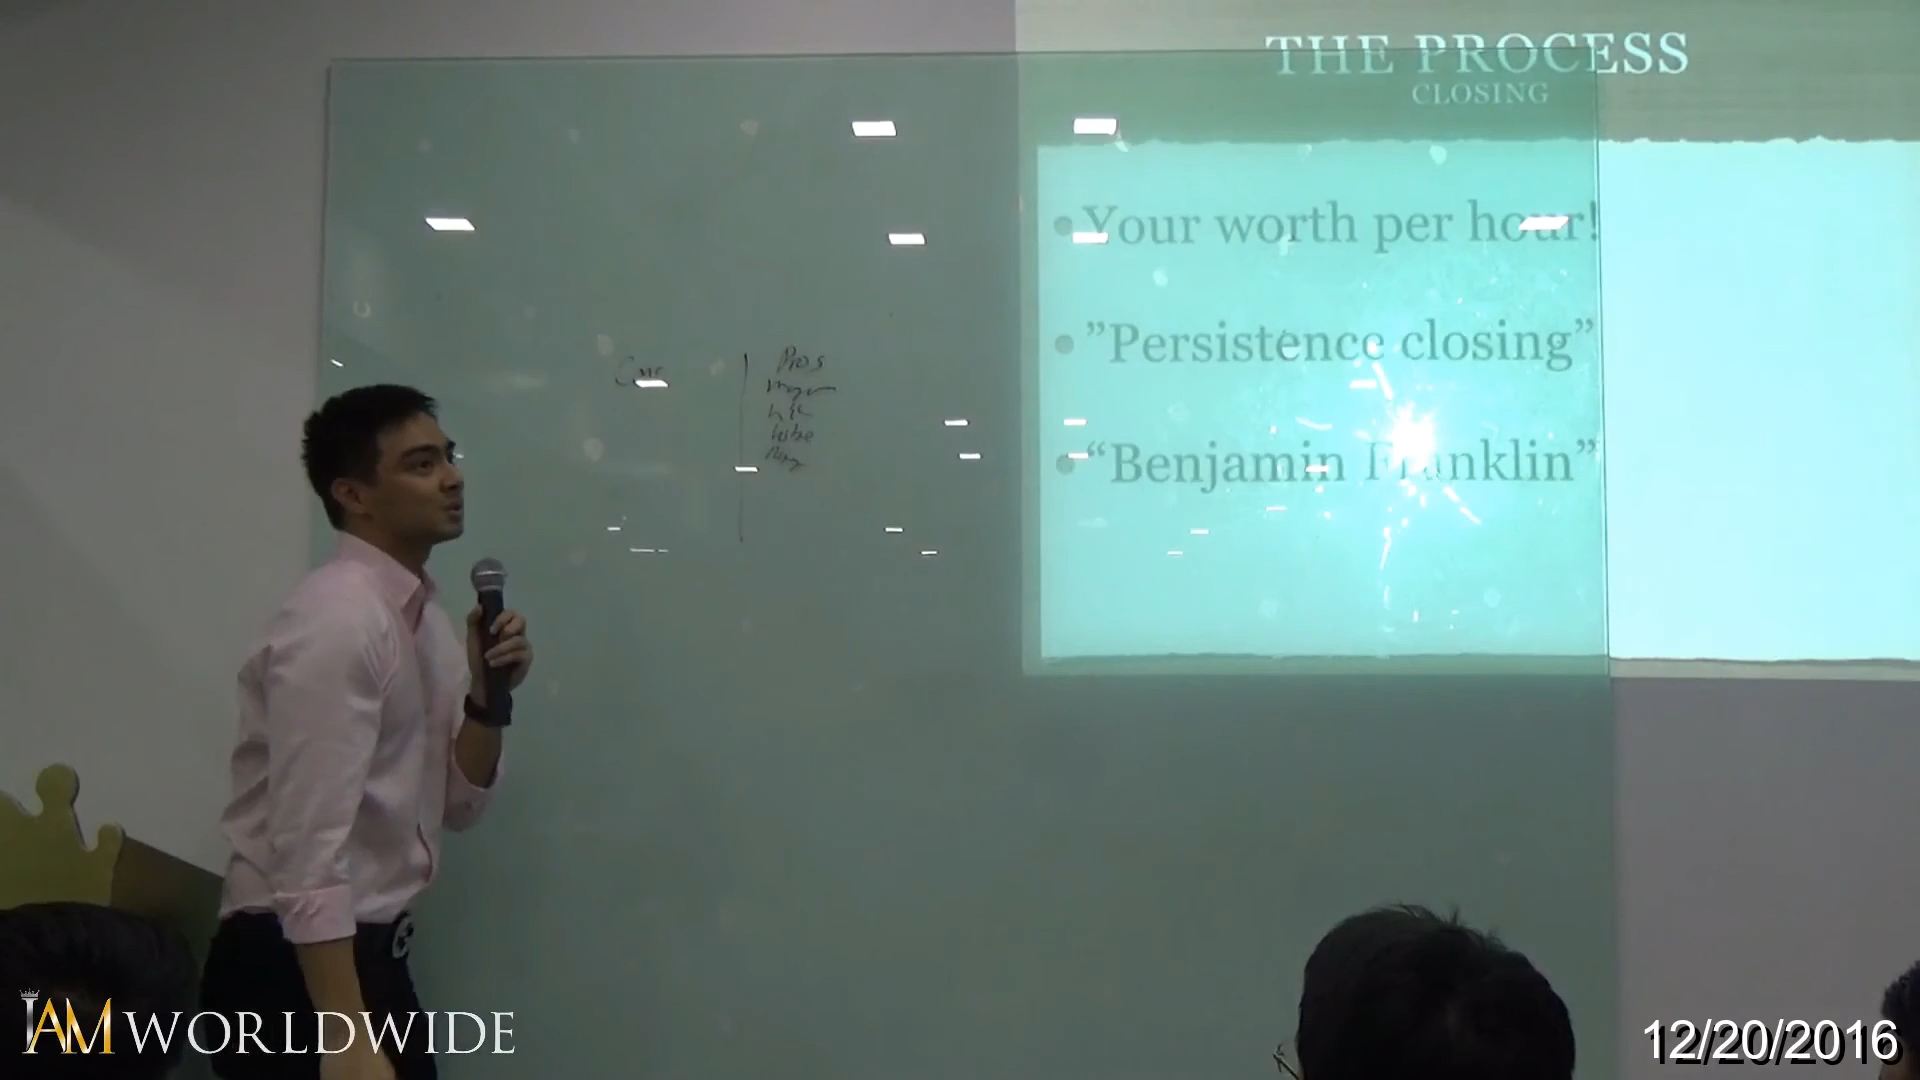 THE PROCESS
CLOSING
•Your worth per hour!
•”Persistence closing”
•“Benjamin Franklin”
Pros
IAM WORLDWIDE
12/20/2016